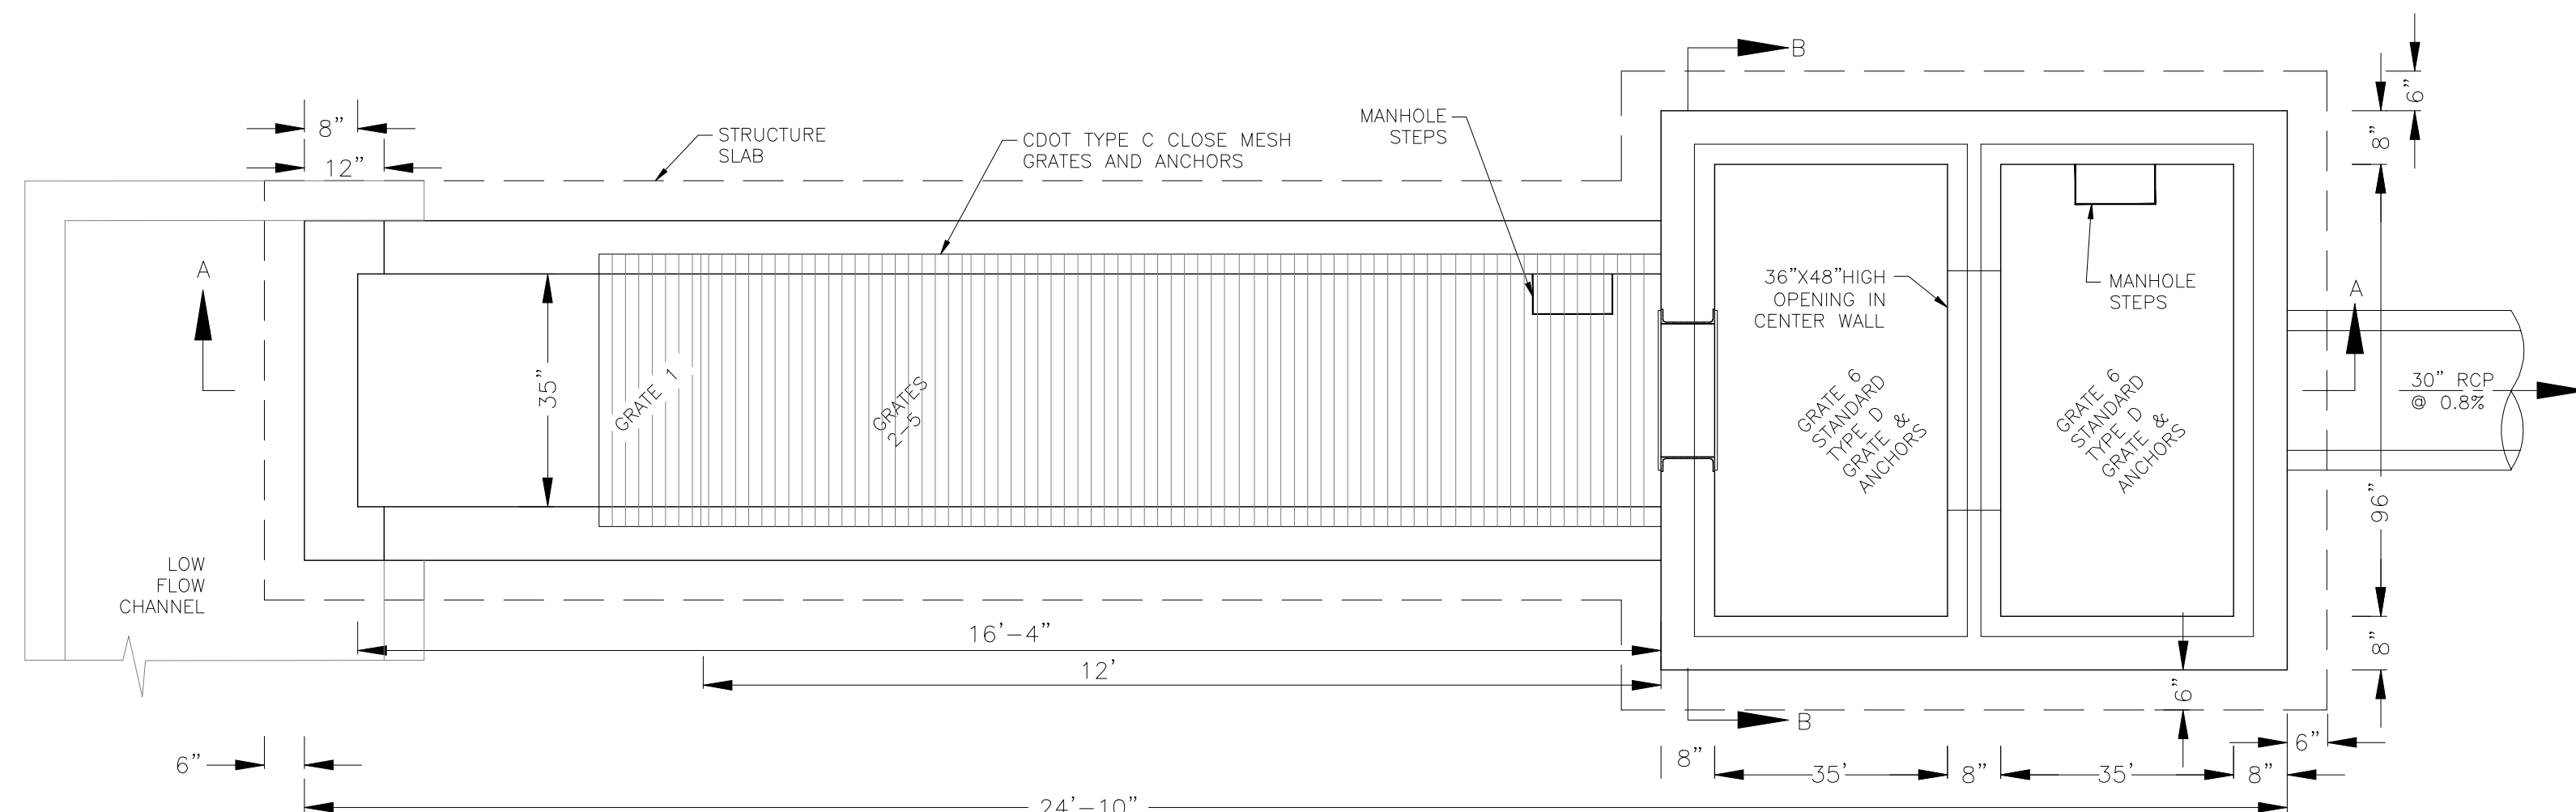 B
6”
8”
8”
12”
STRUCTURE
SLAB
CDOT TYPE C CLOSE MESH
GRATES AND ANCHORS
MANHOLE
STEPS
A
35”
GRATE 1
GRATES
2–5
36”X48”HIGH
OPENING IN
CENTER WALL
MANHOLE
STEPS
A
30” RCP
@ 0.8%
GRATE 6
STANDARD
TYPE D
GRATE &
ANCHORS
GRATE 6
STANDARD
TYPE D
GRATE &
ANCHORS
96”
LOW
FLOW
CHANNEL
16’–4”
12’
8”
6”
B
6”
6”
8”
35’
8”
35’
8”
24’–10”